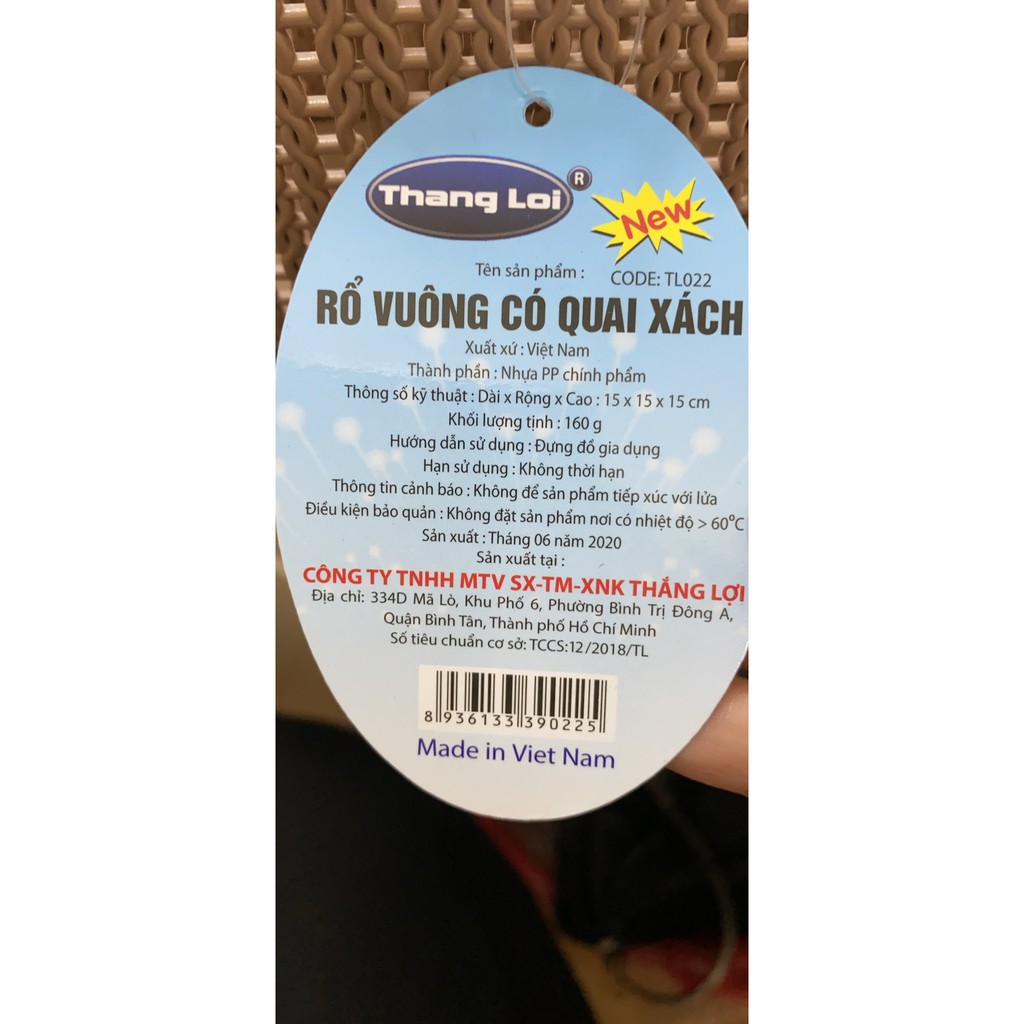 Thang Loi ®
New
Tên sản phẩm : CODE: TL022
RỔ VUÔNG CÓ QUAI XÁCH
Xuất xứ : Việt Nam
Thành phần : Nhựa PP chính phẩm
Thông số kỹ thuật : Dài x Rộng x Cao : 15 x 15 x 15 cm
Khối lượng tịnh : 160 g
Hướng dẫn sử dụng : Đựng đồ gia dụng
Hạn sử dụng : Không thời hạn
Thông tin cảnh báo : Không để sản phẩm tiếp xúc với lửa
Điều kiện bảo quản : Không đặt sản phẩm nơi có nhiệt độ > 60⁰C
Sản xuất : Tháng 06 năm 2020
Sản xuất tại :
CÔNG TY TNHH MTV SX-TM-XNK THẮNG LỢI
Địa chỉ: 334D Mã Lò, Khu Phố 6, Phường Bình Trị Đông A,
Quận Bình Tân, Thành phố Hồ Chí Minh
Số tiêu chuẩn cơ sở: TCCS:12/2018/TL
8 936133 390225
Made in Viet Nam